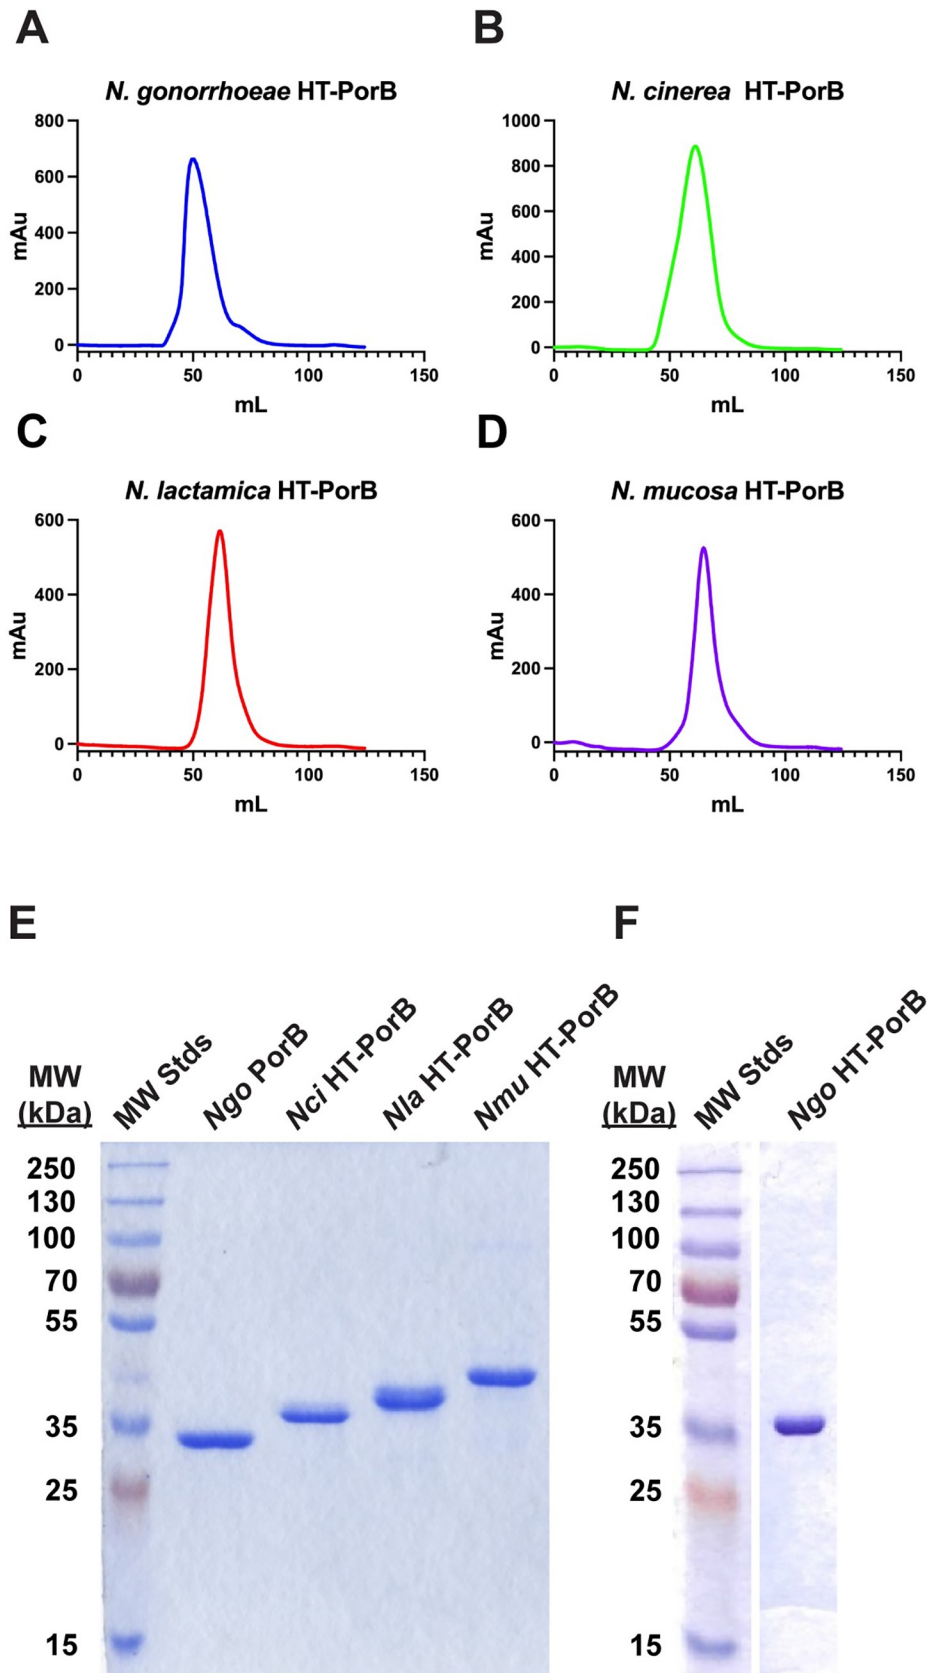 A
B
N. gonorrhoeae HT-PorB
N. cinerea HT-PorB
800
600
400
200
0
mAu
0
50
100
150
mL
1000
800
600
400
200
0
mAu
0
50
100
150
mL
C
D
N. lactamica HT-PorB
N. mucosa HT-PorB
600
400
200
0
mAu
0
50
100
150
mL
600
400
200
0
mAu
0
50
100
150
mL
E
F
MW
(kDa)
MW Stds
Ngo PorB
Nci HT-PorB
Nla HT-PorB
Nmu HT-PorB
250
130
100
70
55
35
25
15
MW
(kDa)
MW Stds
Ngo HT-PorB
250
130
100
70
55
35
25
15